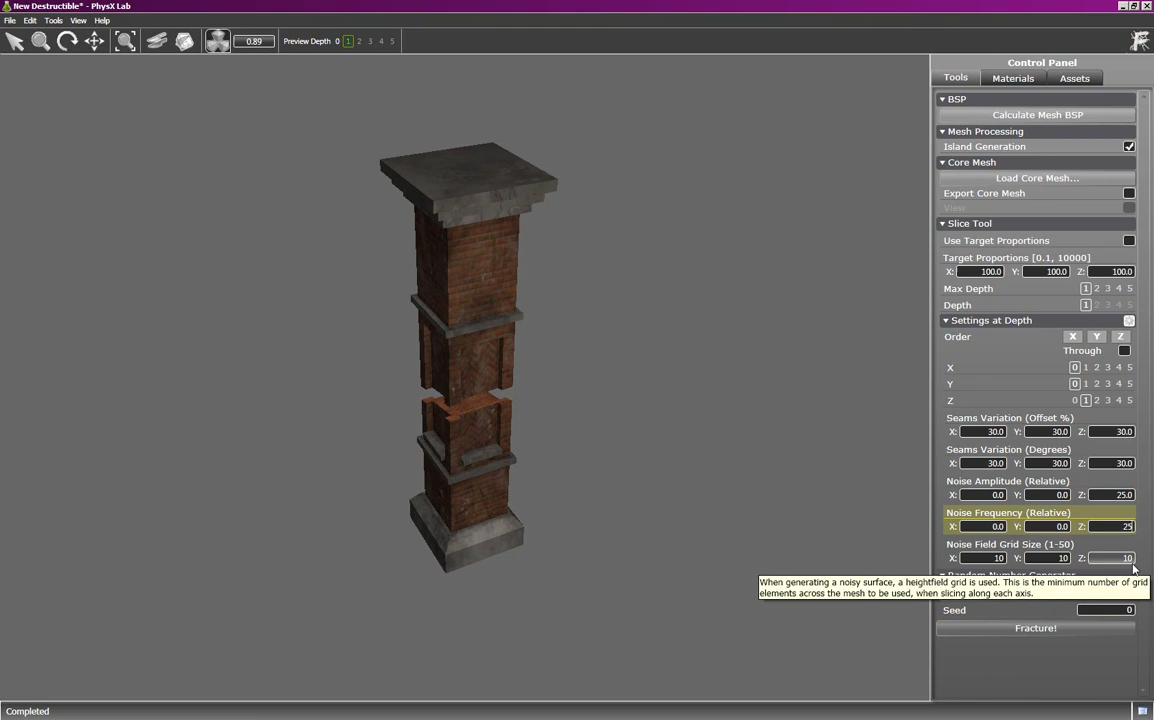 New Destructible* - PhysX Lab
File Edit Tools View Help
0.89 Preview Depth 0 1 2 3 4 5
Control Panel
Tools Materials Assets
BSP
Calculate Mesh BSP
Mesh Processing
Island Generation
Core Mesh
Load Core Mesh...
Export Core Mesh
View
Slice Tool
Use Target Proportions
Target Proportions [0.1, 10000]
X: 100.0 Y: 100.0 Z: 100.0
Max Depth 1 2 3 4 5
Depth 1 2 3 4 5
Settings at Depth
Order X Y Z
Through
X 0 1 2 3 4 5
Y 0 1 2 3 4 5
Z 0 1 2 3 4 5
Seams Variation (Offset %)
X: 30.0 Y: 30.0 Z: 30.0
Seams Variation (Degrees)
X: 30.0 Y: 30.0 Z: 30.0
Noise Amplitude (Relative)
X: 0.0 Y: 0.0 Z: 25.0
Noise Frequency (Relative)
X: 0.0 Y: 0.0 Z: 25
Noise Field Grid Size (1-50)
X: 10 Y: 10 Z: 10
Random Number Generator
When generating a noisy surface, a heightfield grid is used. This is the minimum number of grid
elements across the mesh to be used, when slicing along each axis.
Seed 0
Fracture!
Completed